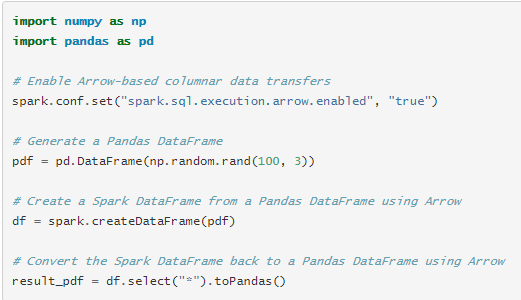 import numpy as np
import pandas as pd
# Enable Arrow-based columnar data transfers
spark.conf.set("spark.sql.execution.arrow.enabled", "true")
# Generate a Pandas DataFrame
pdf = pd.DataFrame(np.random.rand(100, 3))
# Create a Spark DataFrame from a Pandas DataFrame using Arrow
df = spark.createDataFrame(pdf)
# Convert the Spark DataFrame back to a Pandas DataFrame using Arrow
result_pdf = df.select("*").toPandas()